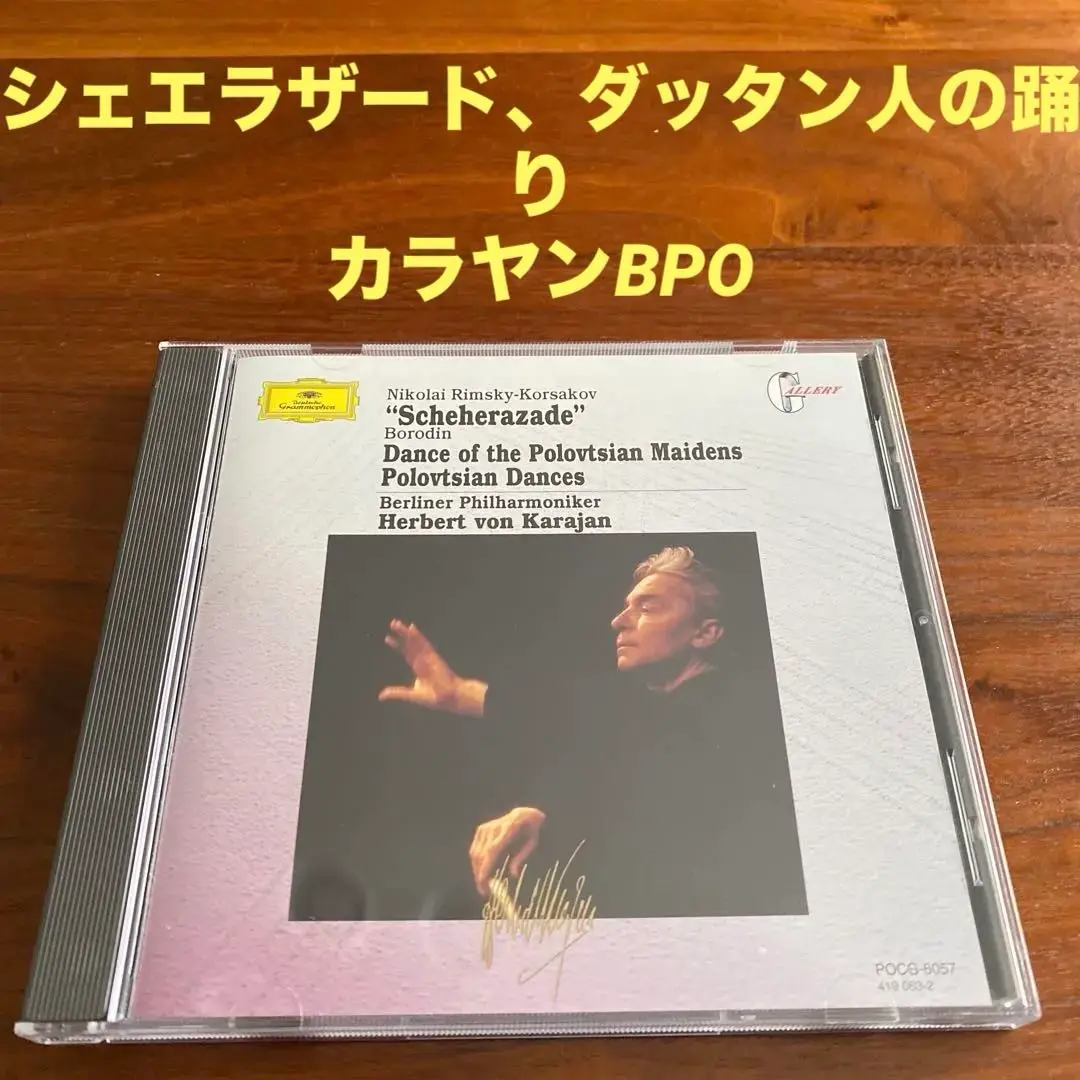 シェエラザード、ダッタン人の踊
り
カラヤンBPO
Deutsche
Grammophon
GALLERY
Nikolai Rimsky-Korsakov
“Scheherazade”
Borodin
Dance of the Polovtsian Maidens
Polovtsian Dances
Berliner Philharmoniker
Herbert von Karajan
POCG-6057
419 063-2